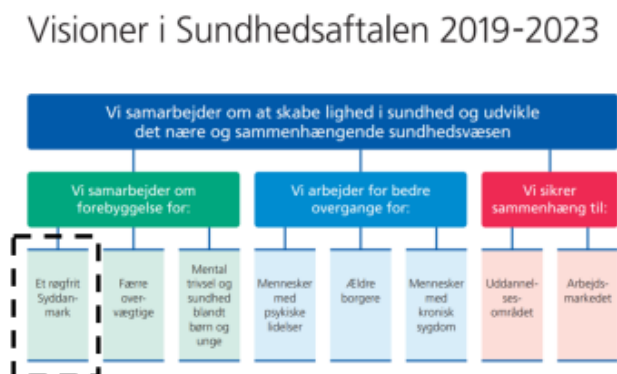 Visioner i Sundhedsaftalen 2019-2023
Vi samarbejder om at skabe lighed i sundhed og udvikle
det nære og sammenhængende sundhedsvæsen
Vi samarbejder om
forebyggelse for:
Vi arbejder for bedre
overgange for:
Vi sikrer
sammenhæng til:
Et røgfrit
Syddan-
mark
Færre
over-
vægtige
Mental
trivsel og
sundhed
blandt
børn og
unge
Mennesker
med
psykiske
lidelser
Ældre
borgere
Mennesker
med
kronisk
sygdom
Uddannel-
ses-
området
Arbejds-
markedet